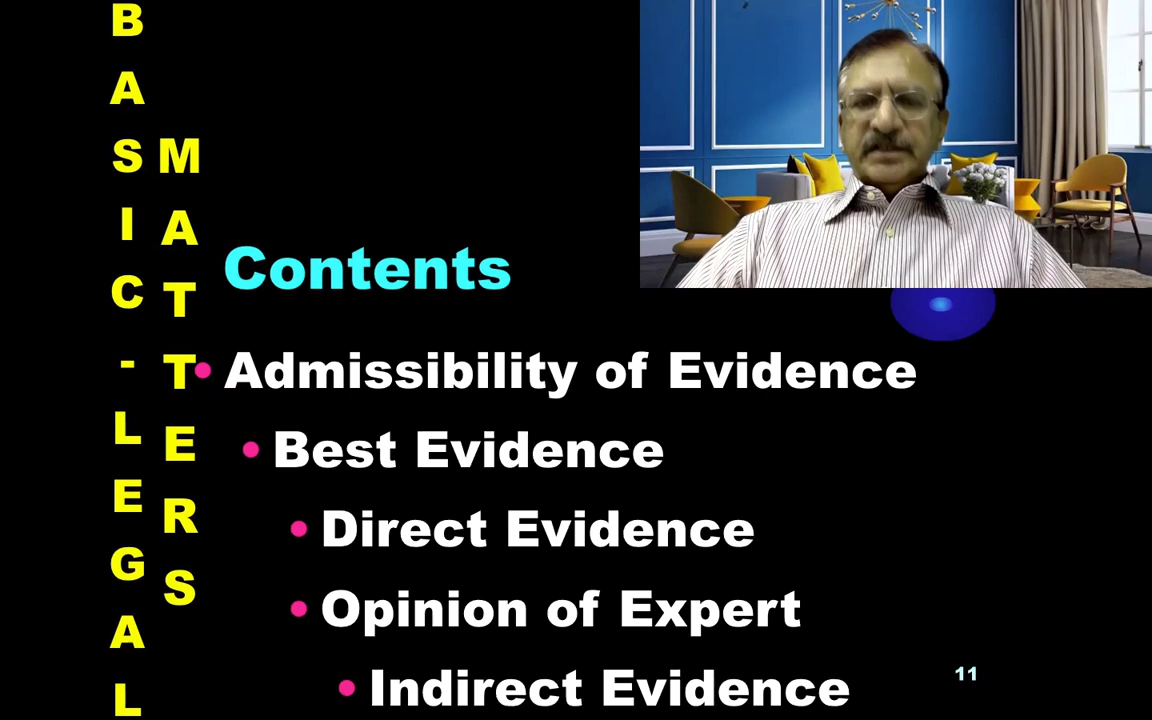 BASIC-LEGAL
MATTERS
Contents
• Admissibility of Evidence
• Best Evidence
• Direct Evidence
• Opinion of Expert
• Indirect Evidence
11